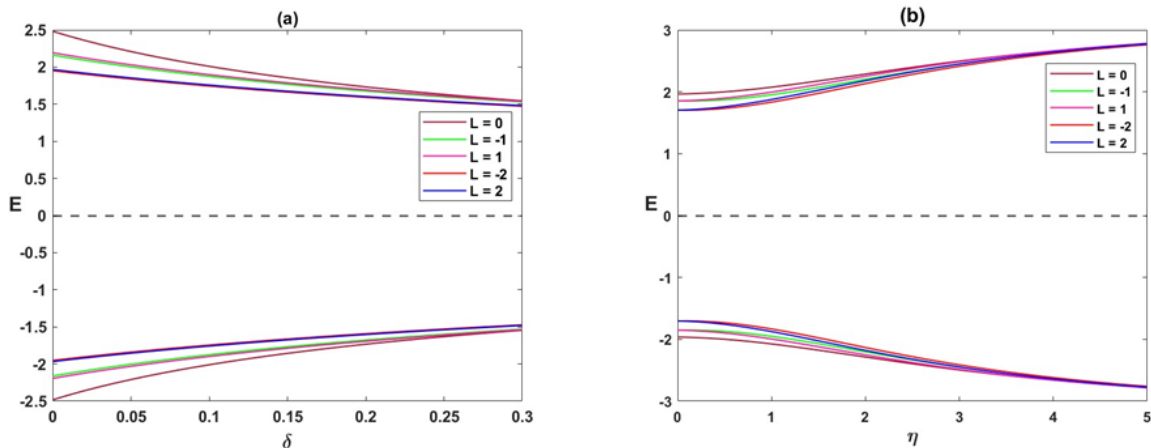 (a)
2.5
2
1.5
1
0.5
0
-0.5
-1
-1.5
-2
-2.5
E
L = 0
L = -1
L = 1
L = -2
L = 2
0 0.05 0.1 0.15 0.2 0.25 0.3
δ
(b)
3
2
1
0
-1
-2
-3
E
L = 0
L = -1
L = 1
L = -2
L = 2
0 1 2 3 4 5
η